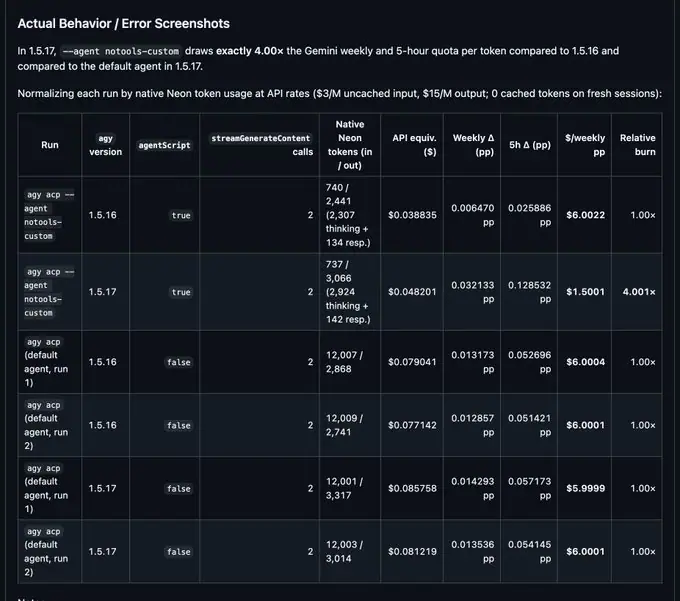 Actual Behavior / Error Screenshots
In 1.5.17, --agent notools-custom draws exactly 4.00× the Gemini weekly and 5-hour quota per token compared to 1.5.16 and
compared to the default agent in 1.5.17.
Normalizing each run by native Neon token usage at API rates ($3/M uncached input, $15/M output; 0 cached tokens on fresh sessions):
Run
agy
version
agentScript
streamGenerateContent
calls
Native
Neon
tokens (in
/ out)
API equiv.
($)
Weekly Δ
(pp)
5h Δ (pp)
$/weekly
pp
Relative
burn
agy acp --
agent
notools-
custom
1.5.16
true
2
740 /
2,441
(2,307
thinking +
134 resp.)
$0.038835
0.006470
pp
0.025886
pp
$6.0022
1.00×
agy acp --
agent
notools-
custom
1.5.17
true
2
737 /
3,066
(2,924
thinking +
142 resp.)
$0.048201
0.032133
pp
0.128532
pp
$1.5001
4.001×
agy acp
(default
agent, run
1)
1.5.16
false
2
12,007 /
2,868
$0.079041
0.013173
pp
0.052696
pp
$6.0004
1.00×
agy acp
(default
agent, run
2)
1.5.16
false
2
12,009 /
2,741
$0.077142
0.012857
pp
0.051421
pp
$6.0001
1.00×
agy acp
(default
agent, run
1)
1.5.17
false
2
12,001 /
3,317
$0.085758
0.014293
pp
0.057173
pp
$5.9999
1.00×
agy acp
(default
agent, run
2)
1.5.17
false
2
12,003 /
3,014
$0.081219
0.013536
pp
0.054145
pp
$6.0001
1.00×